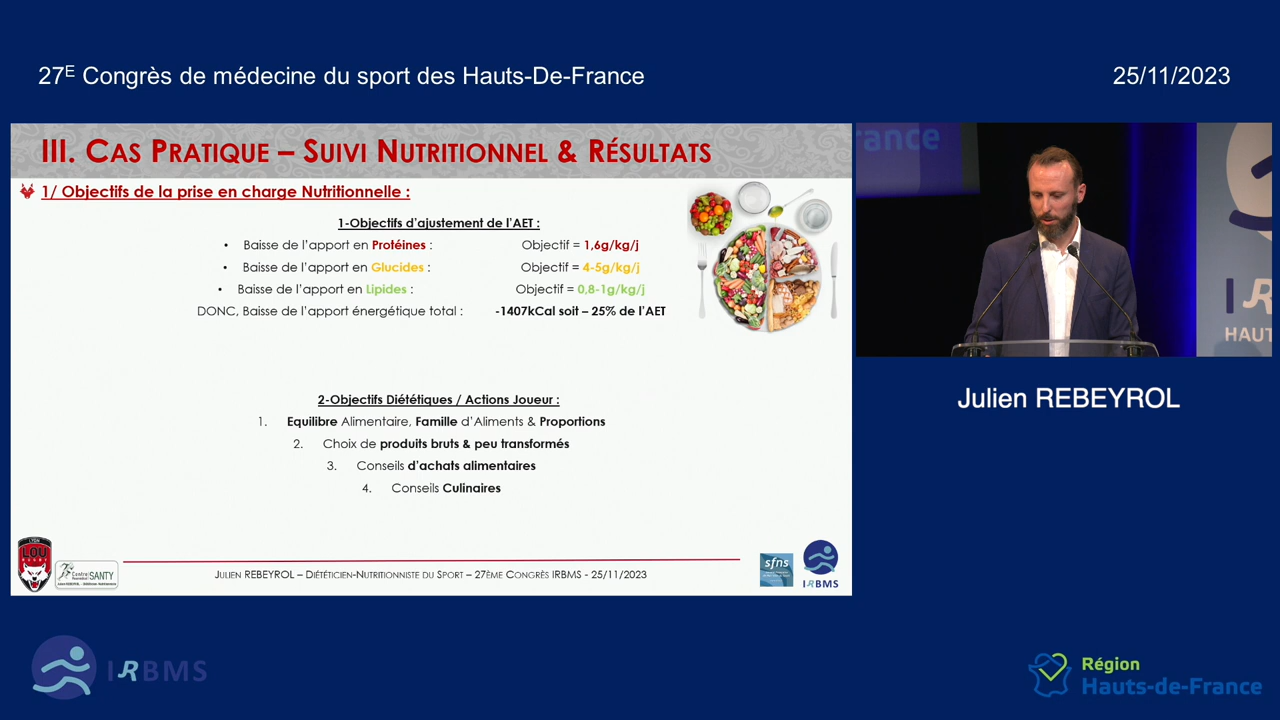 27E Congrès de médecine du sport des Hauts-De-France
25/11/2023
III. Cas Pratique – Suivi Nutritionnel & Résultats
1/ Objectifs de la prise en charge Nutritionnelle :
1-Objectifs d'ajustement de l'AET :
• Baisse de l'apport en Protéines : Objectif = 1,6g/kg/j
• Baisse de l'apport en Glucides : Objectif = 4-5g/kg/j
• Baisse de l'apport en Lipides : Objectif = 0,8-1g/kg/j
DONC, Baisse de l'apport énergétique total : -1407kCal soit – 25% de l'AET
2-Objectifs Diététiques / Actions Joueur :
1. Equilibre Alimentaire, Famille d'Aliments & Proportions
2. Choix de produits bruts & peu transformés
3. Conseils d'achats alimentaires
4. Conseils Culinaires
LYON
LOU
SANTY
Julien REBEYROL – Diététicien-Nutritionniste du Sport – 27ème Congrès IRBMS - 25/11/2023
sfns
IRBMS
rance
IR
HAUT
Julien REBEYROL
IRBMS
Région
Hauts-de-France